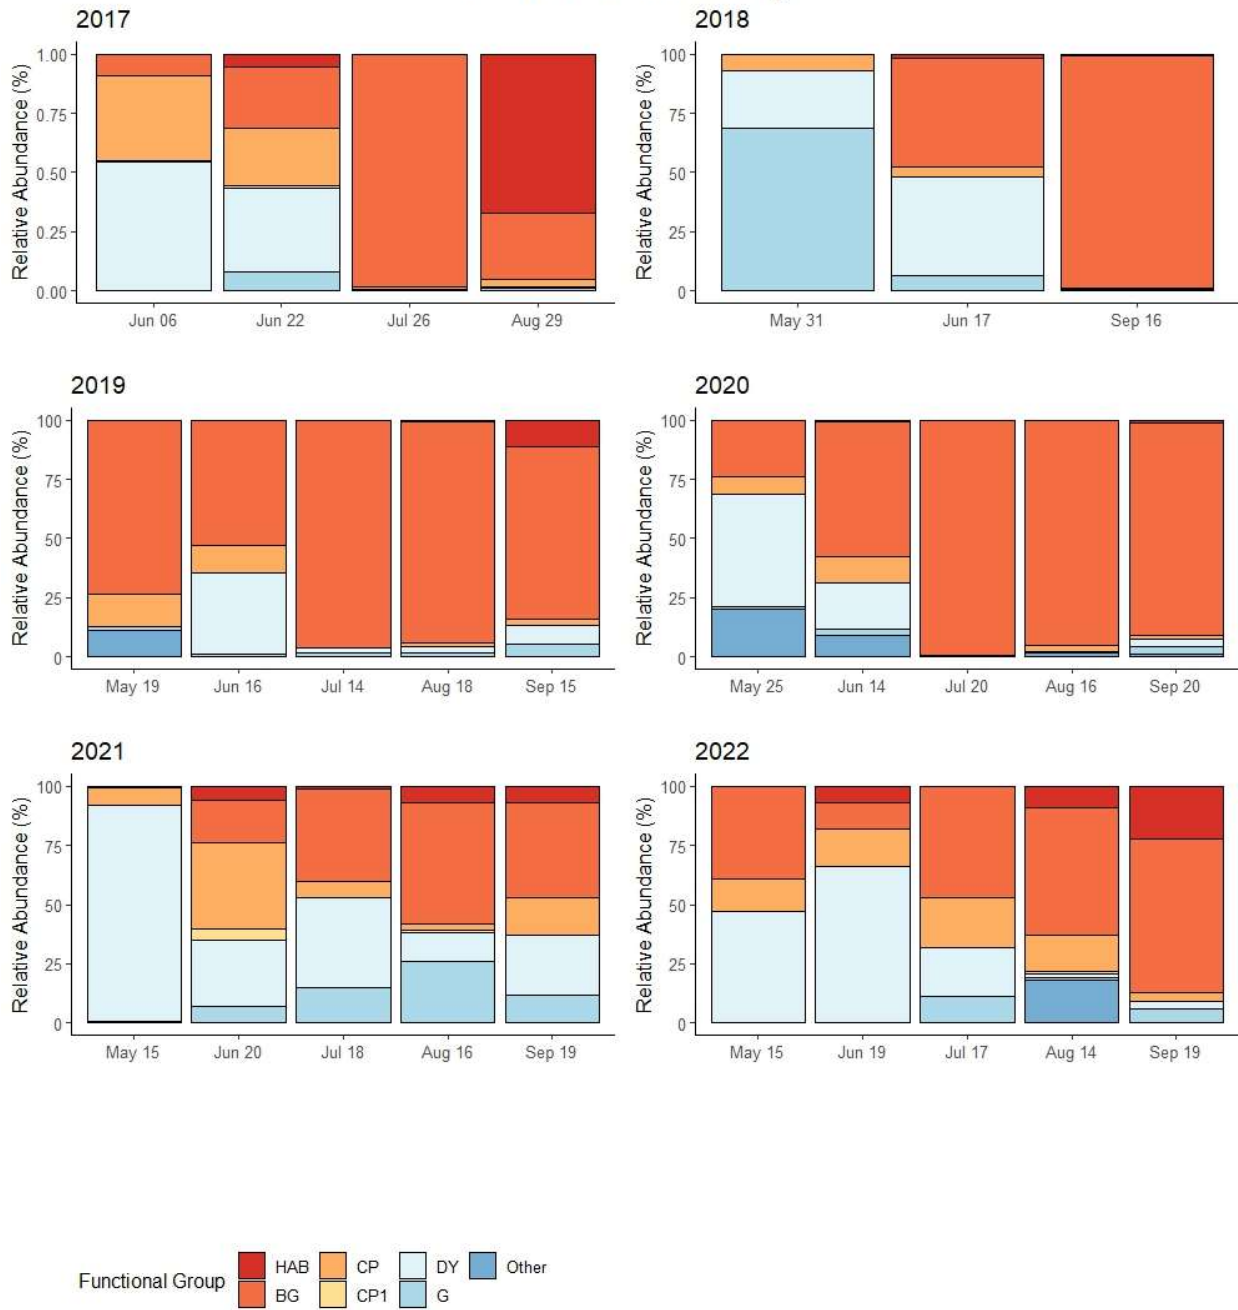 2017
2018
Relative Abundance (%)
1.00
0.75
0.50
0.25
0.00
Jun 06
Jun 22
Jul 26
Aug 29
Relative Abundance (%)
100
75
50
25
0
May 31
Jun 17
Sep 16
2019
2020
Relative Abundance (%)
100
75
50
25
0
May 19
Jun 16
Jul 14
Aug 18
Sep 15
Relative Abundance (%)
100
75
50
25
0
May 25
Jun 14
Jul 20
Aug 16
Sep 20
2021
2022
Relative Abundance (%)
100
75
50
25
0
May 15
Jun 20
Jul 18
Aug 16
Sep 19
Relative Abundance (%)
100
75
50
25
0
May 15
Jun 19
Jul 17
Aug 14
Sep 19
Functional Group
HAB
CP
DY
Other
BG
CP1
G